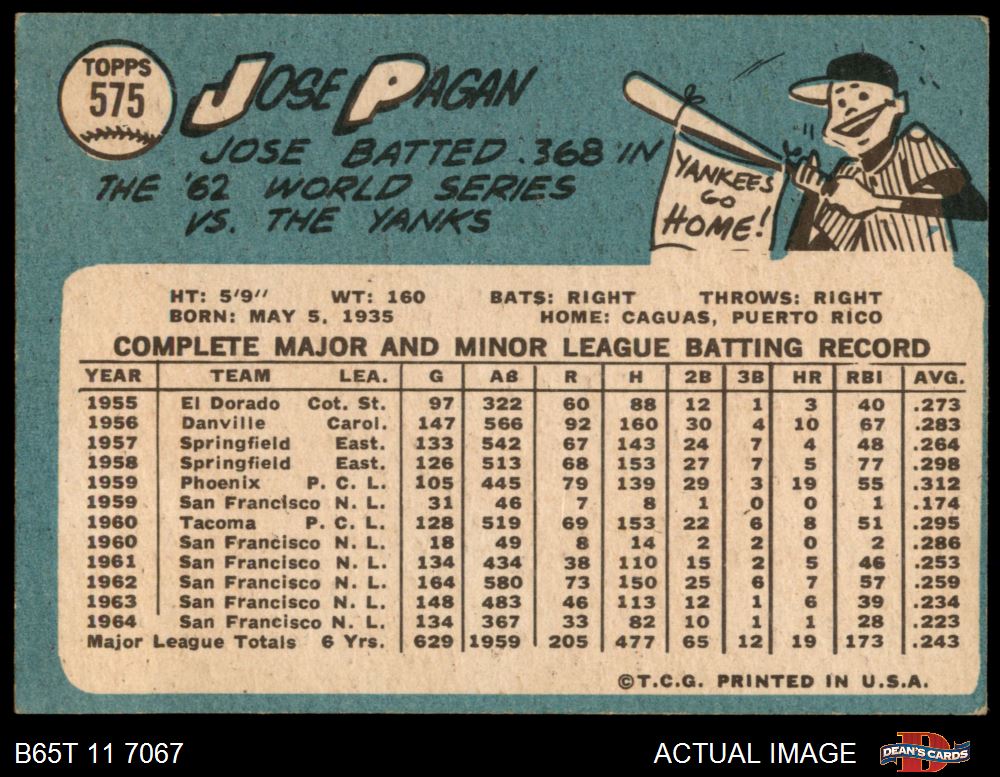 TOPPS
575
JOSE PAGAN
JOSE BATTED .368 IN
THE '62 WORLD SERIES
VS. THE YANKS
YANKEES
GO
HOME!
HT: 5'9" WT: 160 BATS: RIGHT THROWS: RIGHT
BORN: MAY 5, 1935 HOME: CAGUAS, PUERTO RICO
COMPLETE MAJOR AND MINOR LEAGUE BATTING RECORD
YEAR TEAM LEA. G AB R H 2B 3B HR RBI AVG.
1955 El Dorado Cot. St. 97 322 60 88 12 1 3 40 .273
1956 Danville Carol. 147 566 92 160 30 4 10 67 .283
1957 Springfield East. 133 542 67 143 24 7 4 48 .264
1958 Springfield East. 126 513 68 153 27 7 5 77 .298
1959 Phoenix P. C. L. 105 445 79 139 29 3 19 55 .312
1959 San Francisco N. L. 31 46 7 8 1 0 0 1 .174
1960 Tacoma P. C. L. 128 519 69 153 22 6 8 51 .295
1960 San Francisco N. L. 18 49 8 14 2 2 0 2 .286
1961 San Francisco N. L. 134 434 38 110 15 2 5 46 .253
1962 San Francisco N. L. 164 580 73 150 25 6 7 57 .259
1963 San Francisco N. L. 148 483 46 113 12 1 6 39 .234
1964 San Francisco N. L. 134 367 33 82 10 1 1 28 .223
Major League Totals 6 Yrs. 629 1959 205 477 65 12 19 173 .243
©T.C.G. PRINTED IN U.S.A.
B65T 11 7067 ACTUAL IMAGE DEAN'S CARDS